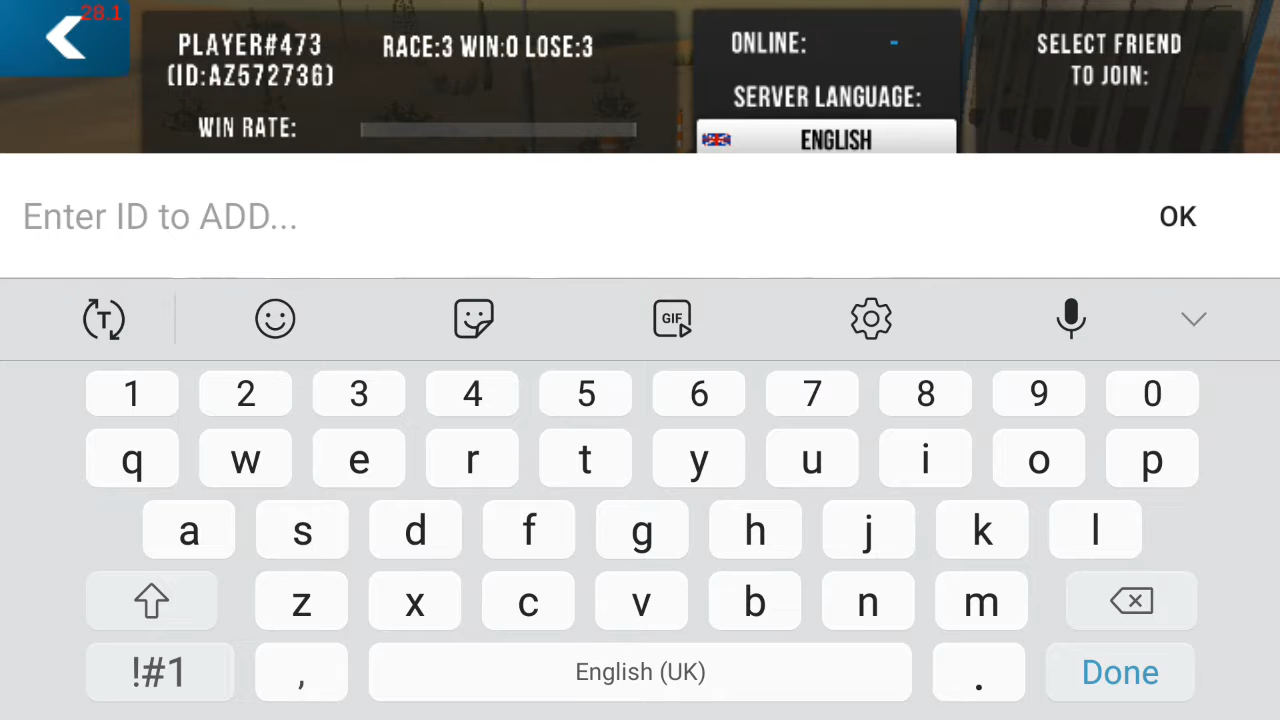 28.1
PLAYER#473
(ID:AZ572736)
RACE:3 WIN:0 LOSE:3
WIN RATE:
ONLINE: -
SERVER LANGUAGE:
ENGLISH
SELECT FRIEND
TO JOIN:
Enter ID to ADD...
OK
T
GIF
1 2 3 4 5 6 7 8 9 0
q w e r t y u i o p
a s d f g h j k l
z x c v b n m
!#1 , English (UK) . Done